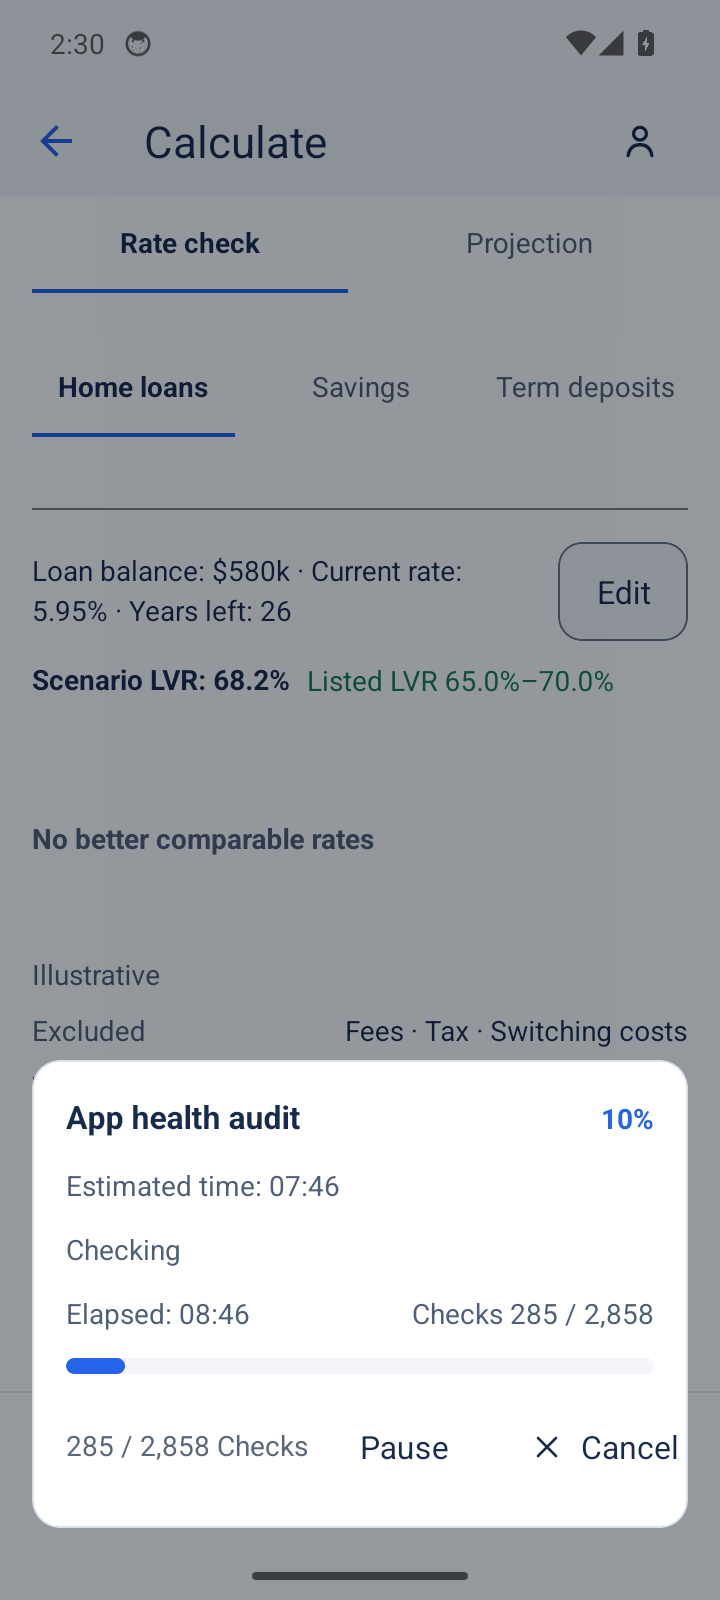 2:30
Calculate
Rate check
Projection
Home loans
Savings
Term deposits
Loan balance: $580k · Current rate:
5.95% · Years left: 26
Edit
Scenario LVR: 68.2% Listed LVR 65.0%–70.0%
No better comparable rates
Illustrative
Excluded
Fees · Tax · Switching costs
App health audit
10%
Estimated time: 07:46
Checking
Elapsed: 08:46
Checks 285 / 2,858
285 / 2,858 Checks
Pause
Cancel